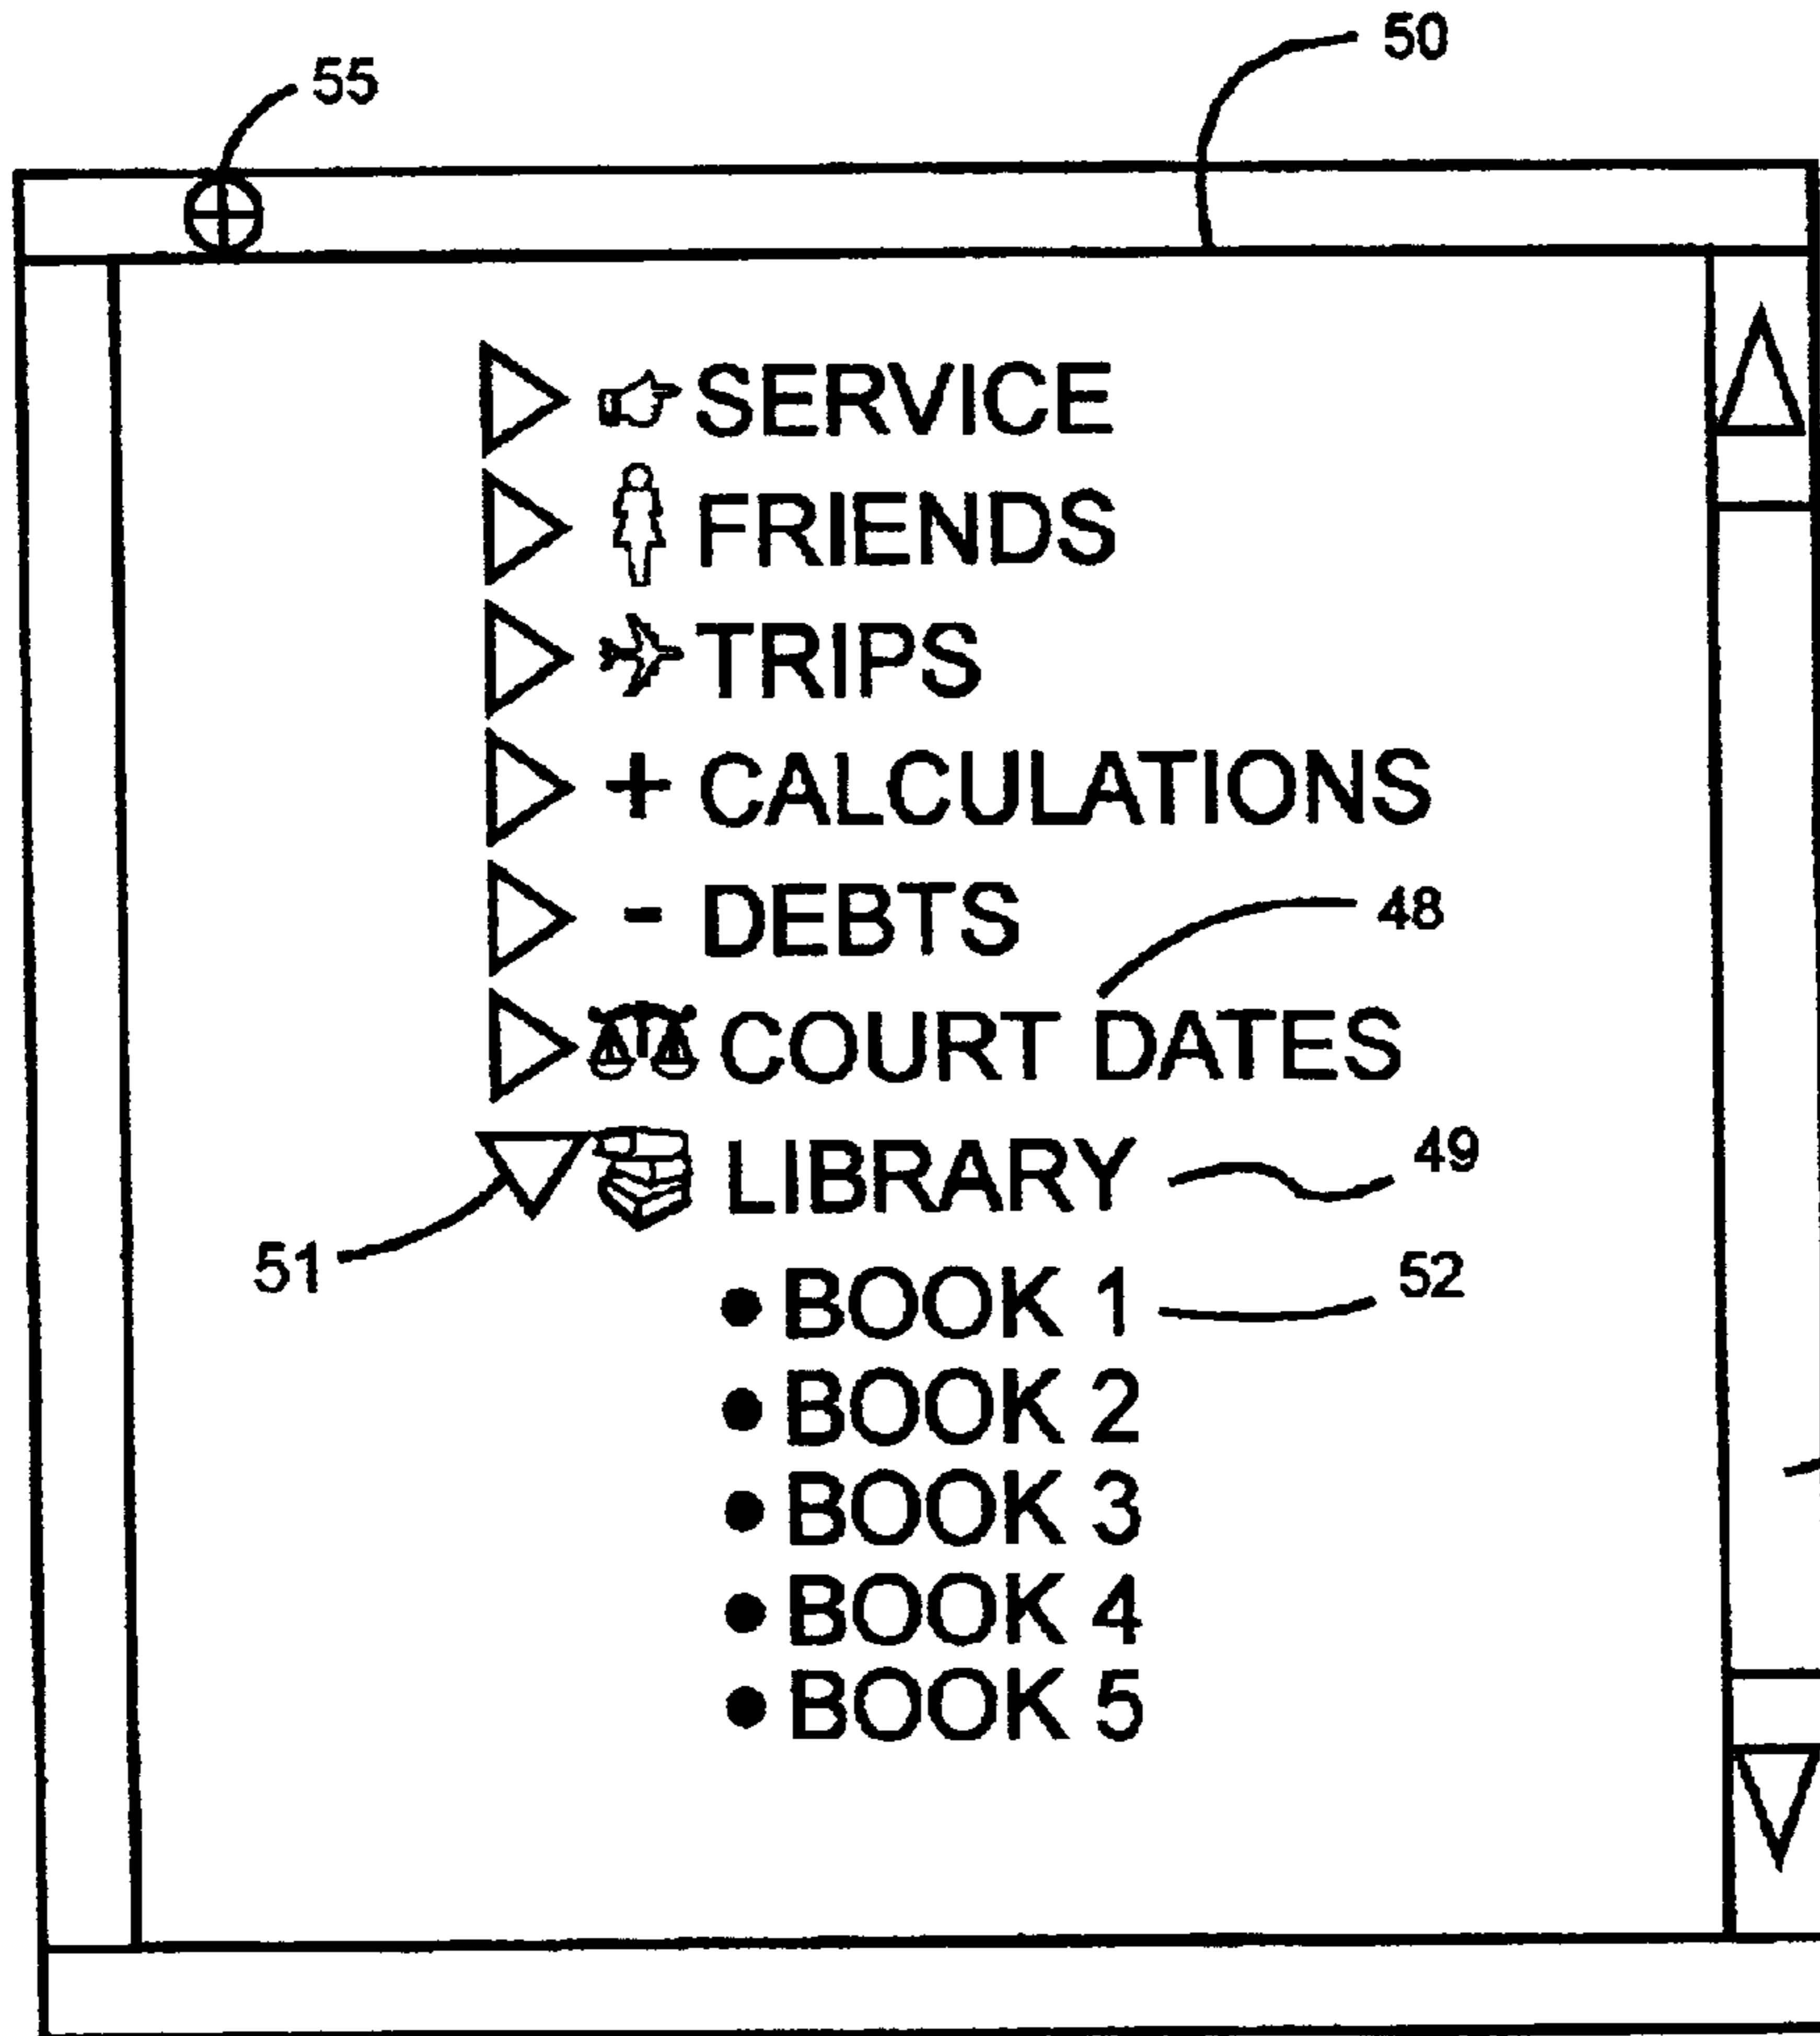 50
55
SERVICE
FRIENDS
TRIPS
+ CALCULATIONS
- DEBTS
48
COURT DATES
LIBRARY
49
51
• BOOK 1
52
• BOOK 2
• BOOK 3
• BOOK 4
• BOOK 5